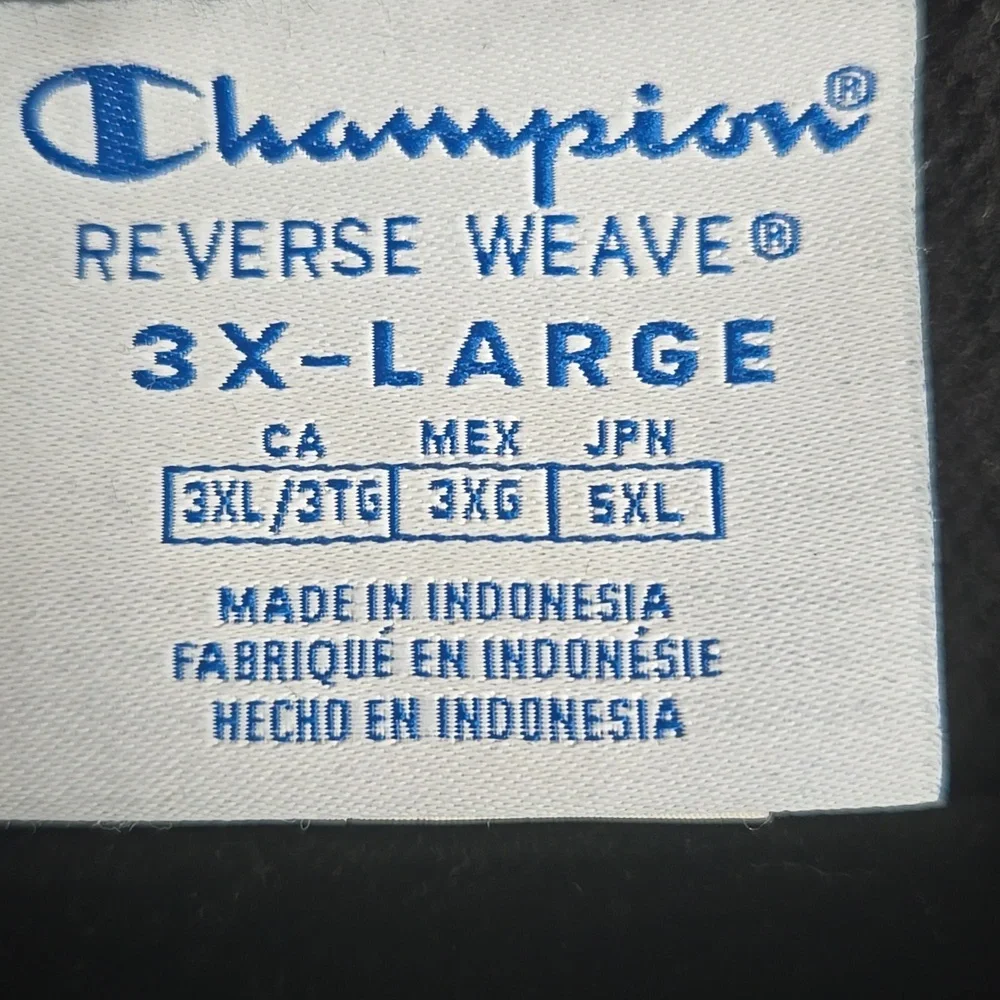 Champion®
REVERSE WEAVE®
3X-LARGE
CA MEX JPN
3XL/3TG 3XG 5XL
MADE IN INDONESIA
FABRIQUÉ EN INDONÉSIE
HECHO EN INDONESIA